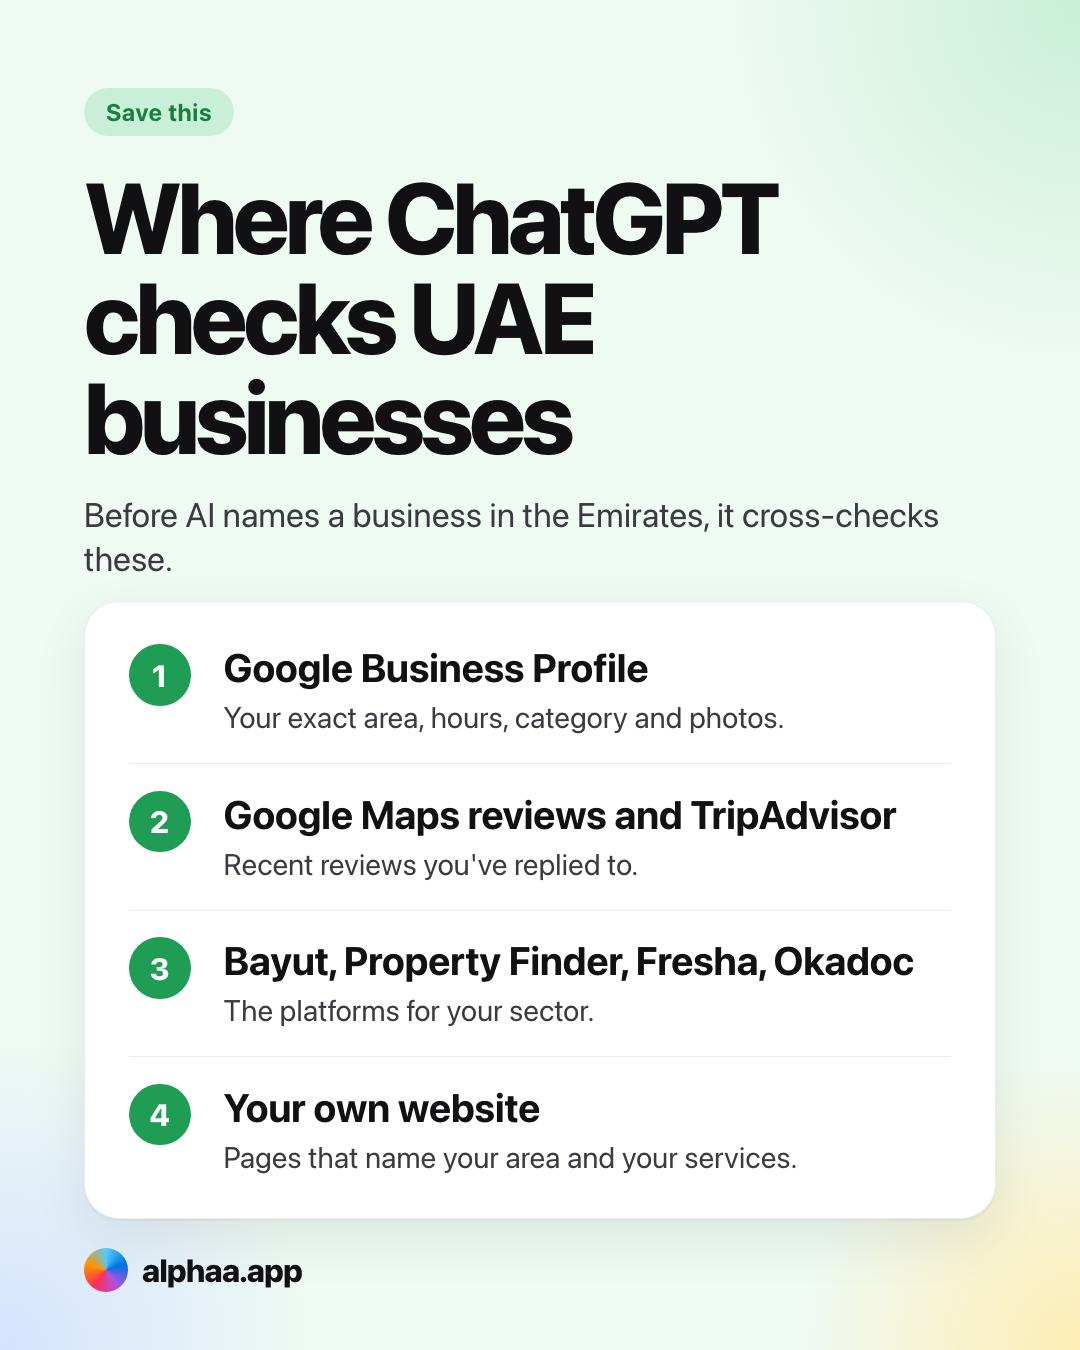 Save this
Where ChatGPT
checks UAE
businesses
Before AI names a business in the Emirates, it cross-checks
these.
1
Google Business Profile
Your exact area, hours, category and photos.
2
Google Maps reviews and TripAdvisor
Recent reviews you've replied to.
3
Bayut, Property Finder, Fresha, Okadoc
The platforms for your sector.
4
Your own website
Pages that name your area and your services.
alphaa.app